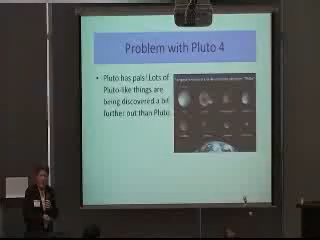 Problem with Pluto 4
• Pluto has pals! Lots of
Pluto-like things are
being discovered a bit
further out than Pluto